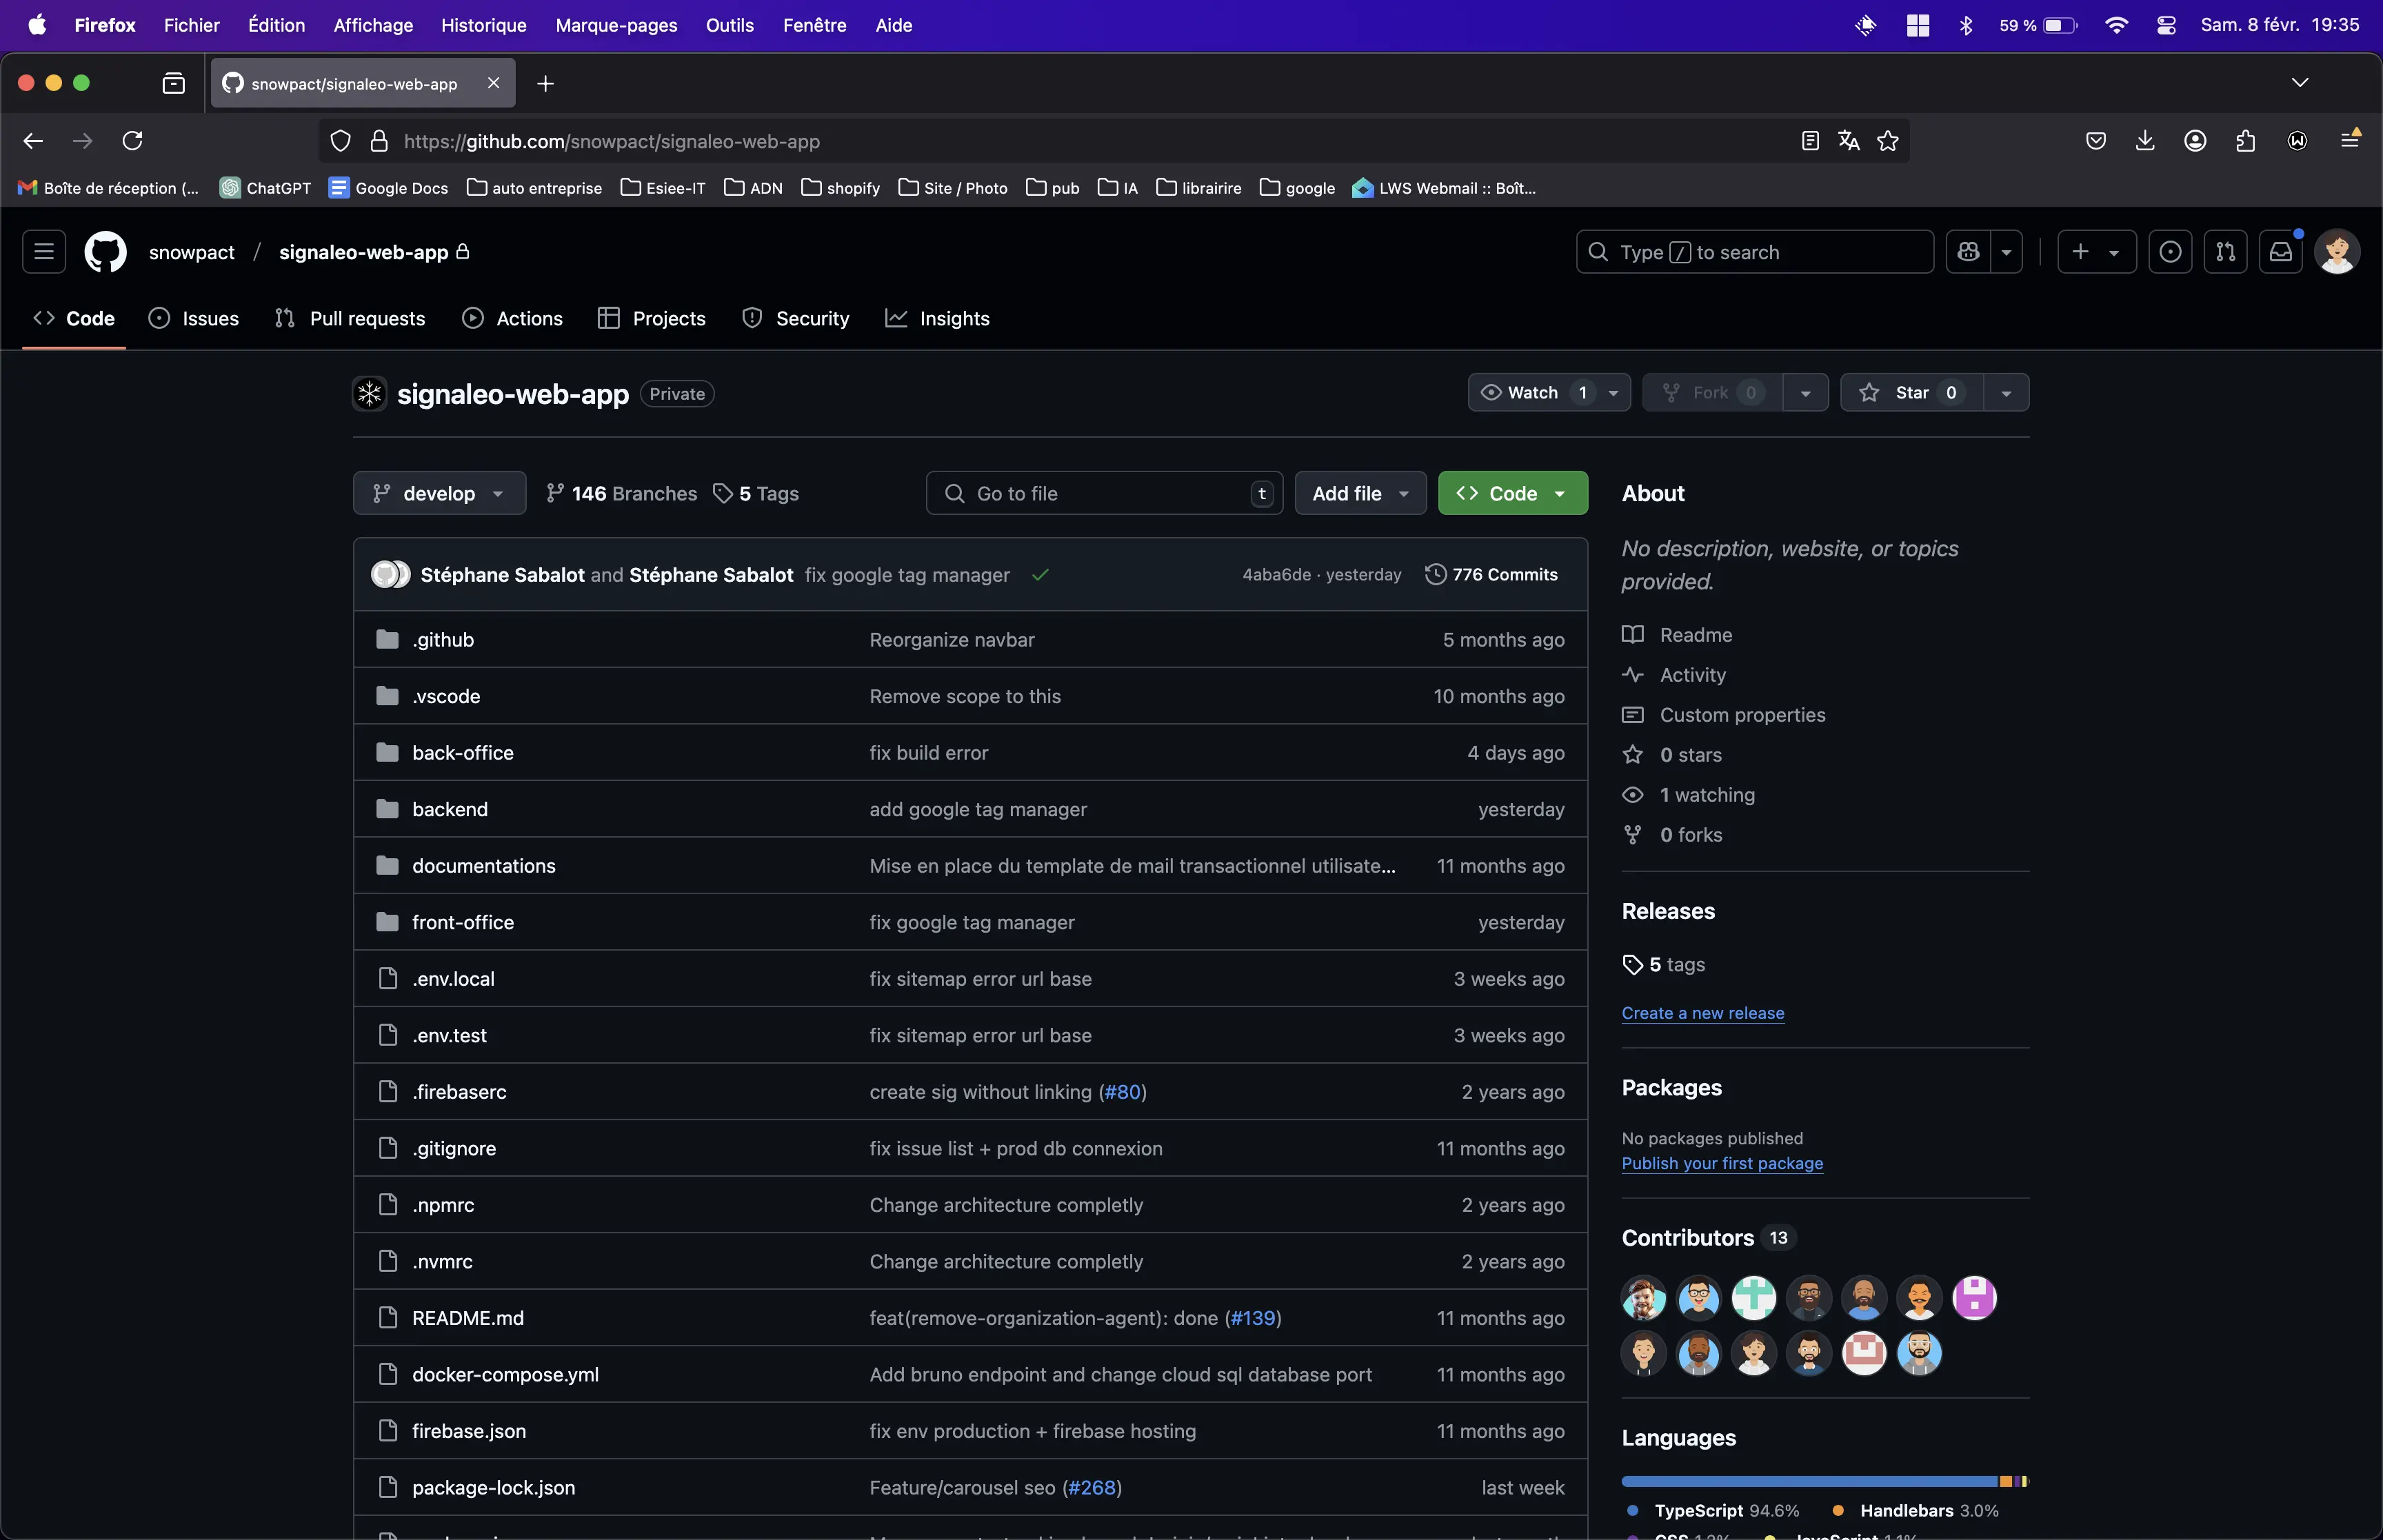 Firefox Fichier Édition Affichage Historique Marque-pages Outils Fenêtre Aide 59 % Sam. 8 févr. 19:35
snowpact/signaleo-web-app
https://github.com/snowpact/signaleo-web-app
Boîte de réception (... ChatGPT Google Docs auto entreprise Esiee-IT ADN shopify Site / Photo pub IA librairire google LWS Webmail :: Boît...
snowpact / signaleo-web-app Type / to search
Code Issues Pull requests Actions Projects Security Insights
signaleo-web-app Private Watch 1 Fork 0 Star 0
develop 146 Branches 5 Tags Go to file t Add file Code
Stéphane Sabalot and Stéphane Sabalot fix google tag manager 4aba6de · yesterday 776 Commits
.github Reorganize navbar 5 months ago
.vscode Remove scope to this 10 months ago
back-office fix build error 4 days ago
backend add google tag manager yesterday
documentations Mise en place du template de mail transactionnel utilisate... 11 months ago
front-office fix google tag manager yesterday
.env.local fix sitemap error url base 3 weeks ago
.env.test fix sitemap error url base 3 weeks ago
.firebaserc create sig without linking (#80) 2 years ago
.gitignore fix issue list + prod db connexion 11 months ago
.npmrc Change architecture completly 2 years ago
.nvmrc Change architecture completly 2 years ago
README.md feat(remove-organization-agent): done (#139) 11 months ago
docker-compose.yml Add bruno endpoint and change cloud sql database port 11 months ago
firebase.json fix env production + firebase hosting 11 months ago
package-lock.json Feature/carousel seo (#268) last week
About
No description, website, or topics
provided.
Readme
Activity
Custom properties
0 stars
1 watching
0 forks
Releases
5 tags
Create a new release
Packages
No packages published
Publish your first package
Contributors 13
Languages
TypeScript 94.6% Handlebars 3.0%